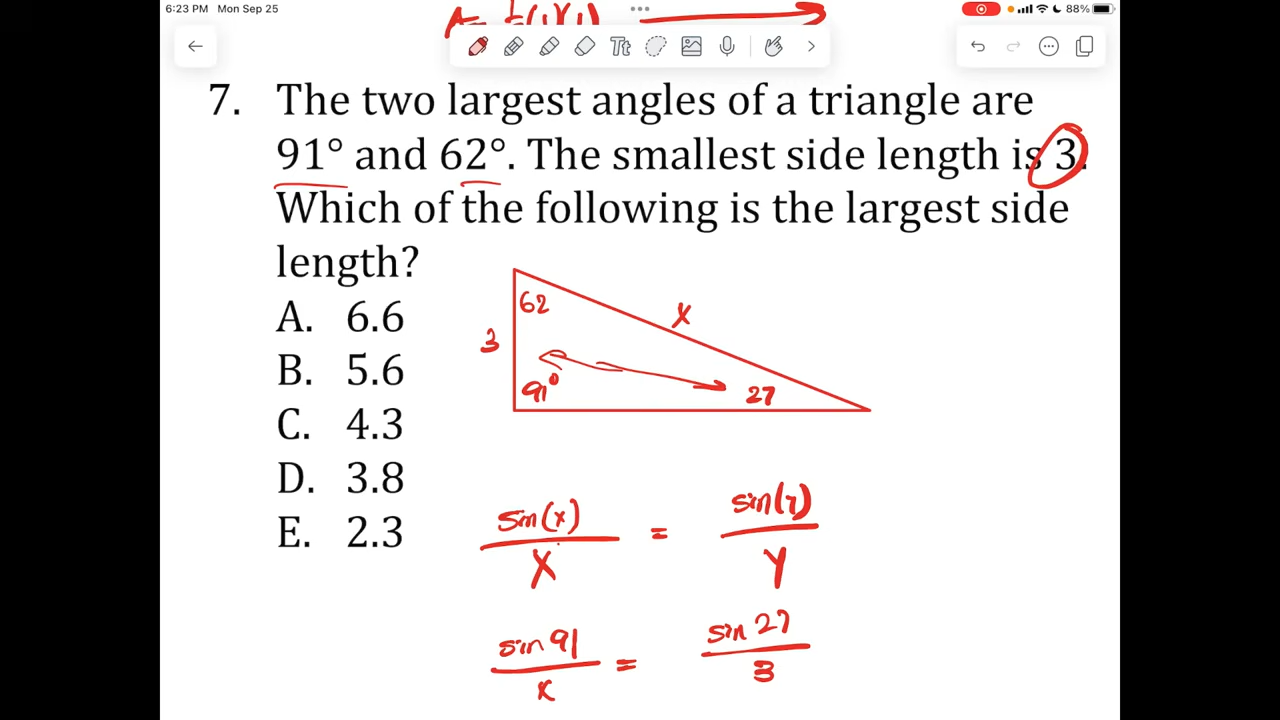 6:23 PM Mon Sep 25
88%
Tt
7. The two largest angles of a triangle are
91° and 62°. The smallest side length is 3.
Which of the following is the largest side
length?
A. 6.6
B. 5.6
C. 4.3
D. 3.8
E. 2.3
62
x
3
91°
27
sin(x)
X
=
sin(y)
Y
sin 91
x
=
sin 27
3